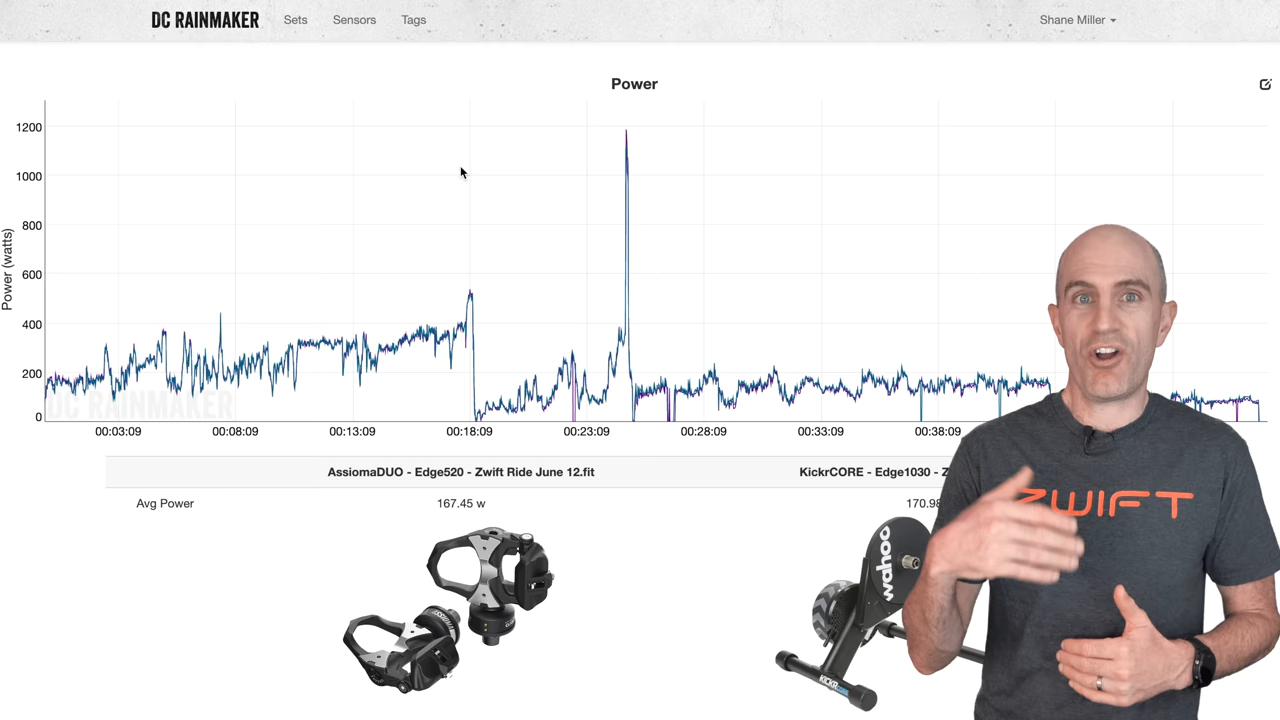 DC RAINMAKER Sets Sensors Tags Shane Miller
Power
1200
1000
800
600
400
200
0
Power (watts)
DC RAINMAKER
00:03:09 00:08:09 00:13:09 00:18:09 00:23:09 00:28:09 00:33:09 00:38:09
AssiomaDUO - Edge520 - Zwift Ride June 12.fit KickrCORE - Edge1030 - Z
Avg Power 167.45 w 170.98
ZWIFT
wahoo
KICKR